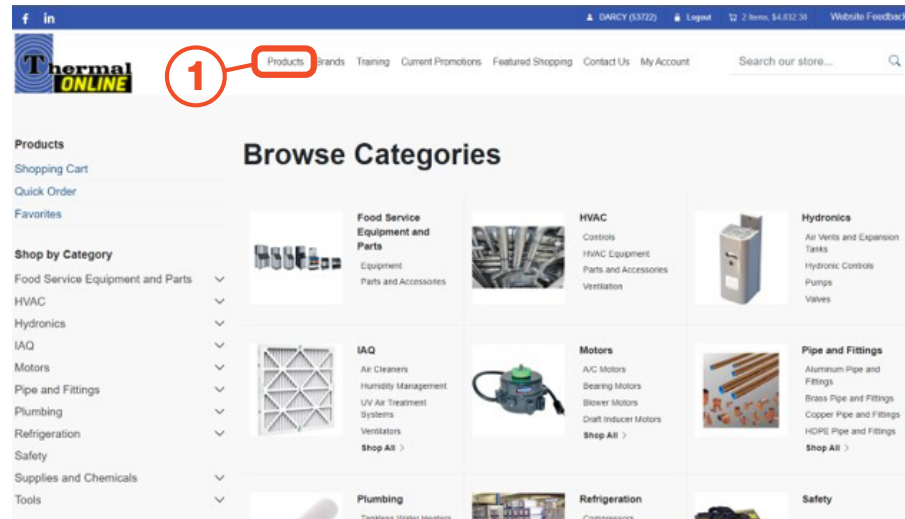 f in
DARCY (53722) Logout 2 items, $4,832.38 Website Feedback
Thermal
ONLINE
1
Products Brands Training Current Promotions Featured Shopping Contact Us My Account Search our store...
Products
Shopping Cart
Quick Order
Favorites
Shop by Category
Food Service Equipment and Parts
HVAC
Hydronics
IAQ
Motors
Pipe and Fittings
Plumbing
Refrigeration
Safety
Supplies and Chemicals
Tools
Browse Categories
Food Service
Equipment and
Parts
Equipment
Parts and Accessories
HVAC
Controls
HVAC Equipment
Parts and Accessories
Ventilation
Hydronics
Air Vents and Expansion
Tanks
Hydronic Controls
Pumps
Valves
IAQ
Air Cleaners
Humidity Management
UV Air Treatment
Systems
Ventilators
Shop All >
Motors
A/C Motors
Bearing Motors
Blower Motors
Draft Inducer Motors
Shop All >
Pipe and Fittings
Aluminum Pipe and
Fittings
Brass Pipe and Fittings
Copper Pipe and Fittings
HDPE Pipe and Fittings
Shop All >
Plumbing
Tankless Water Heaters
Refrigeration
Compressors
Safety